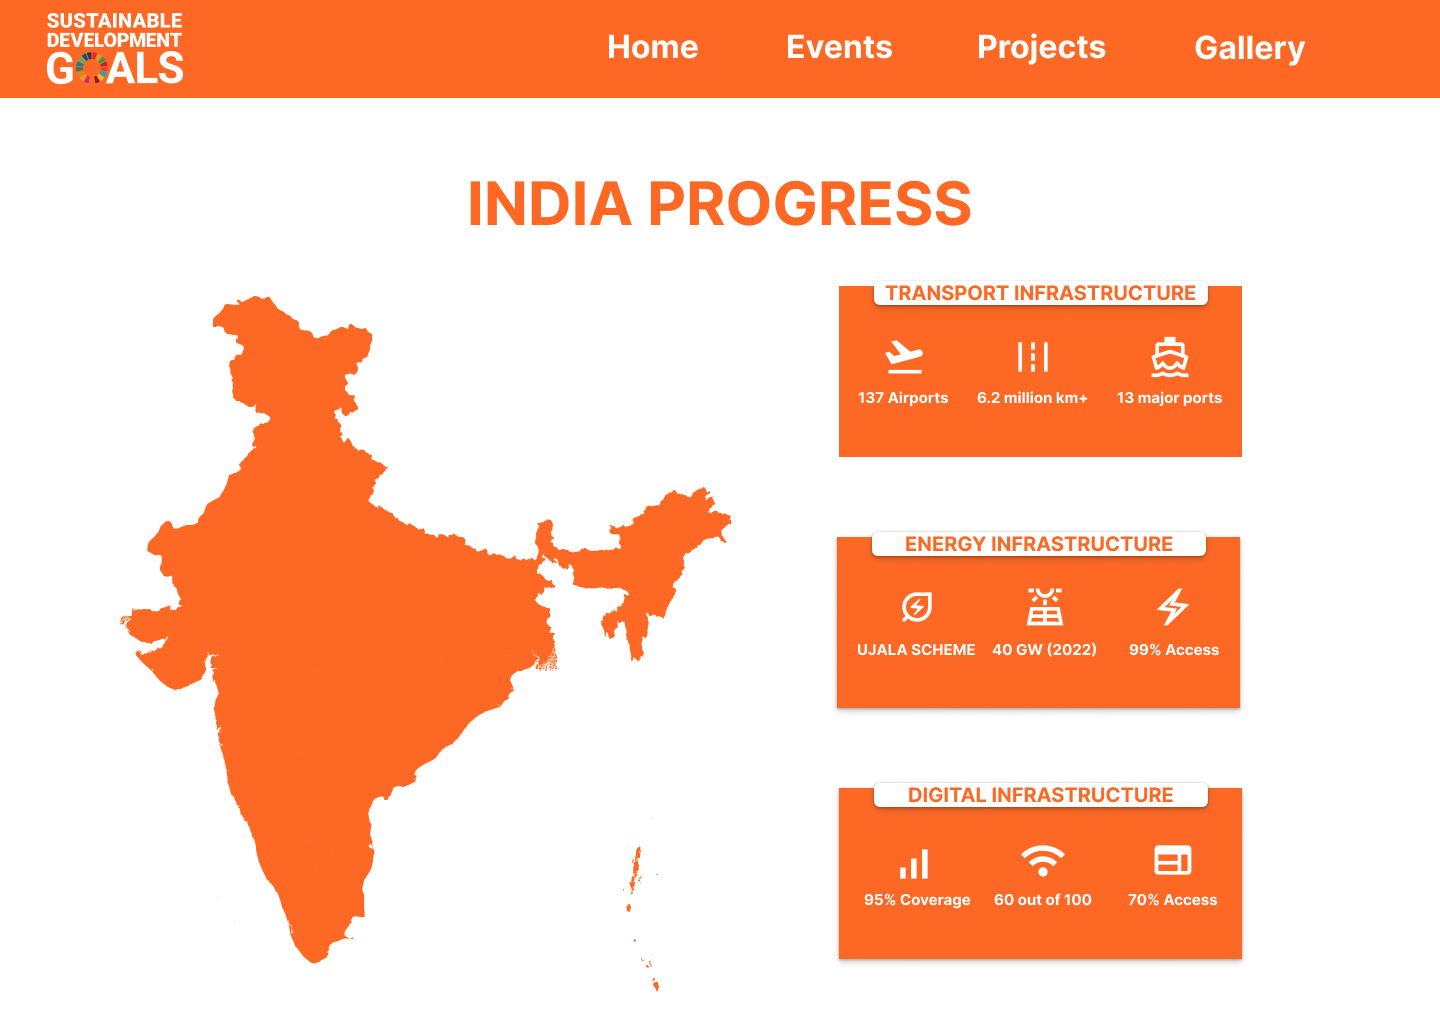 SUSTAINABLE
DEVELOPMENT
GOALS
Home Events Projects Gallery
INDIA PROGRESS
TRANSPORT INFRASTRUCTURE
137 Airports 6.2 million km+ 13 major ports
ENERGY INFRASTRUCTURE
UJALA SCHEME 40 GW (2022) 99% Access
DIGITAL INFRASTRUCTURE
95% Coverage 60 out of 100 70% Access